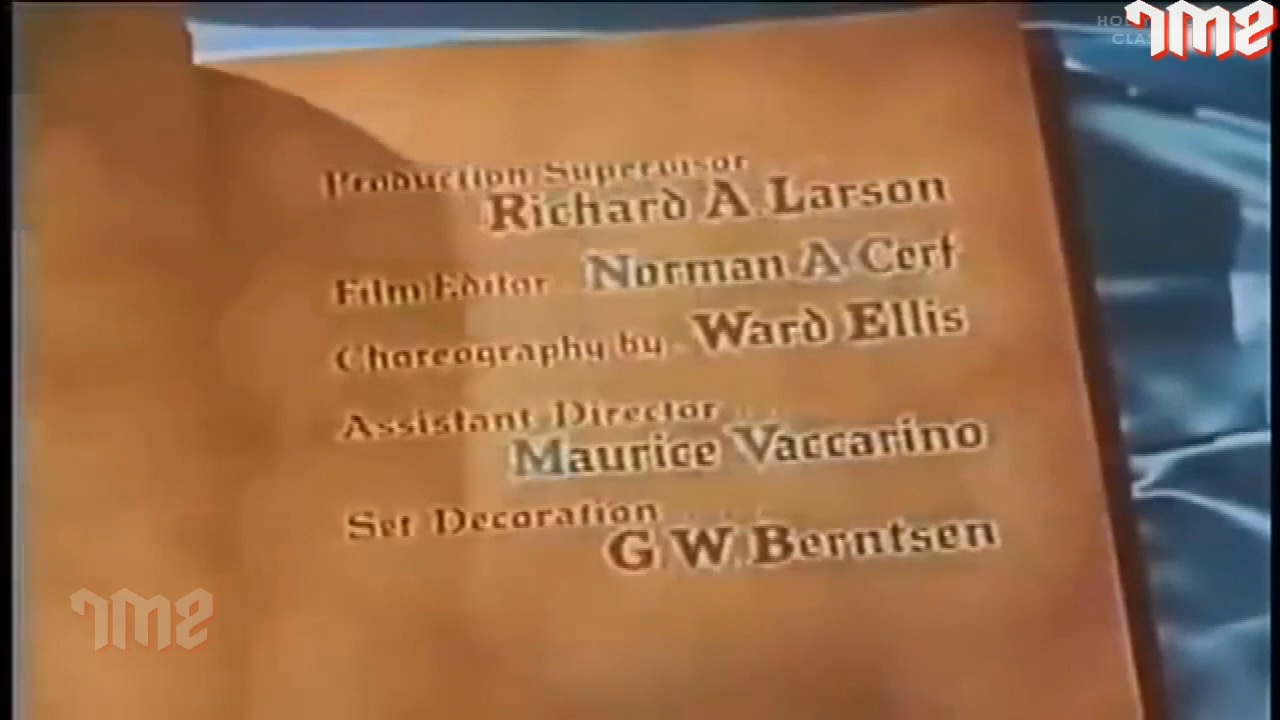 Production Supervisor
Richard A. Larson
Film Editor Norman A Cerf
Choreography by Ward Ellis
Assistant Director
Maurice Vaccarino
Set Decoration
G.W. Berntsen